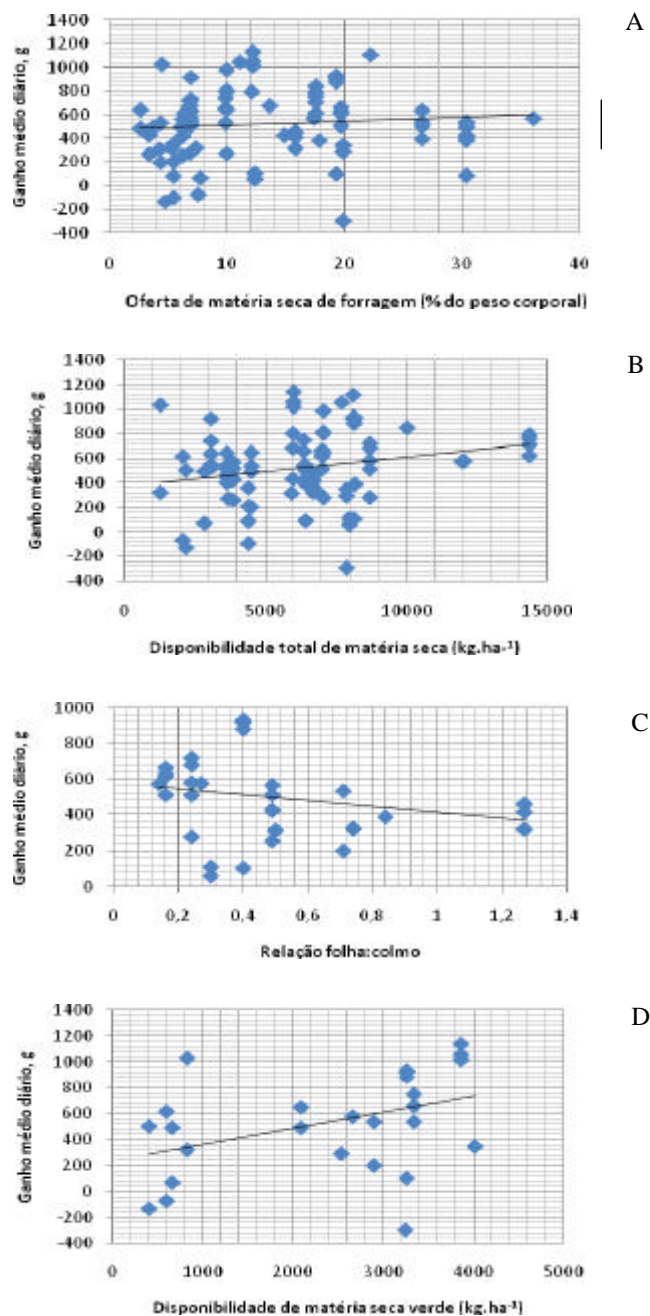 A
Ganho médio diário, g
1400
1200
1000
800
600
400
200
0
-200
-400
0 10 20 30 40
Oferta de matéria seca de forragem (% do peso corporal)
B
Ganho médio diário, g
1400
1200
1000
800
600
400
200
0
-200
-400
0 5000 10000 15000
Disponibilidade total de matéria seca (kg.ha-¹)
C
Ganho médio diário, g
1000
800
600
400
200
0
0 0,2 0,4 0,6 0,8 1 1,2 1,4
Relação folha:colmo
D
Ganho médio diário, g
1400
1200
1000
800
600
400
200
0
-200
-400
0 1000 2000 3000 4000 5000
Disponibilidade de matéria seca verde (kg.ha-¹)